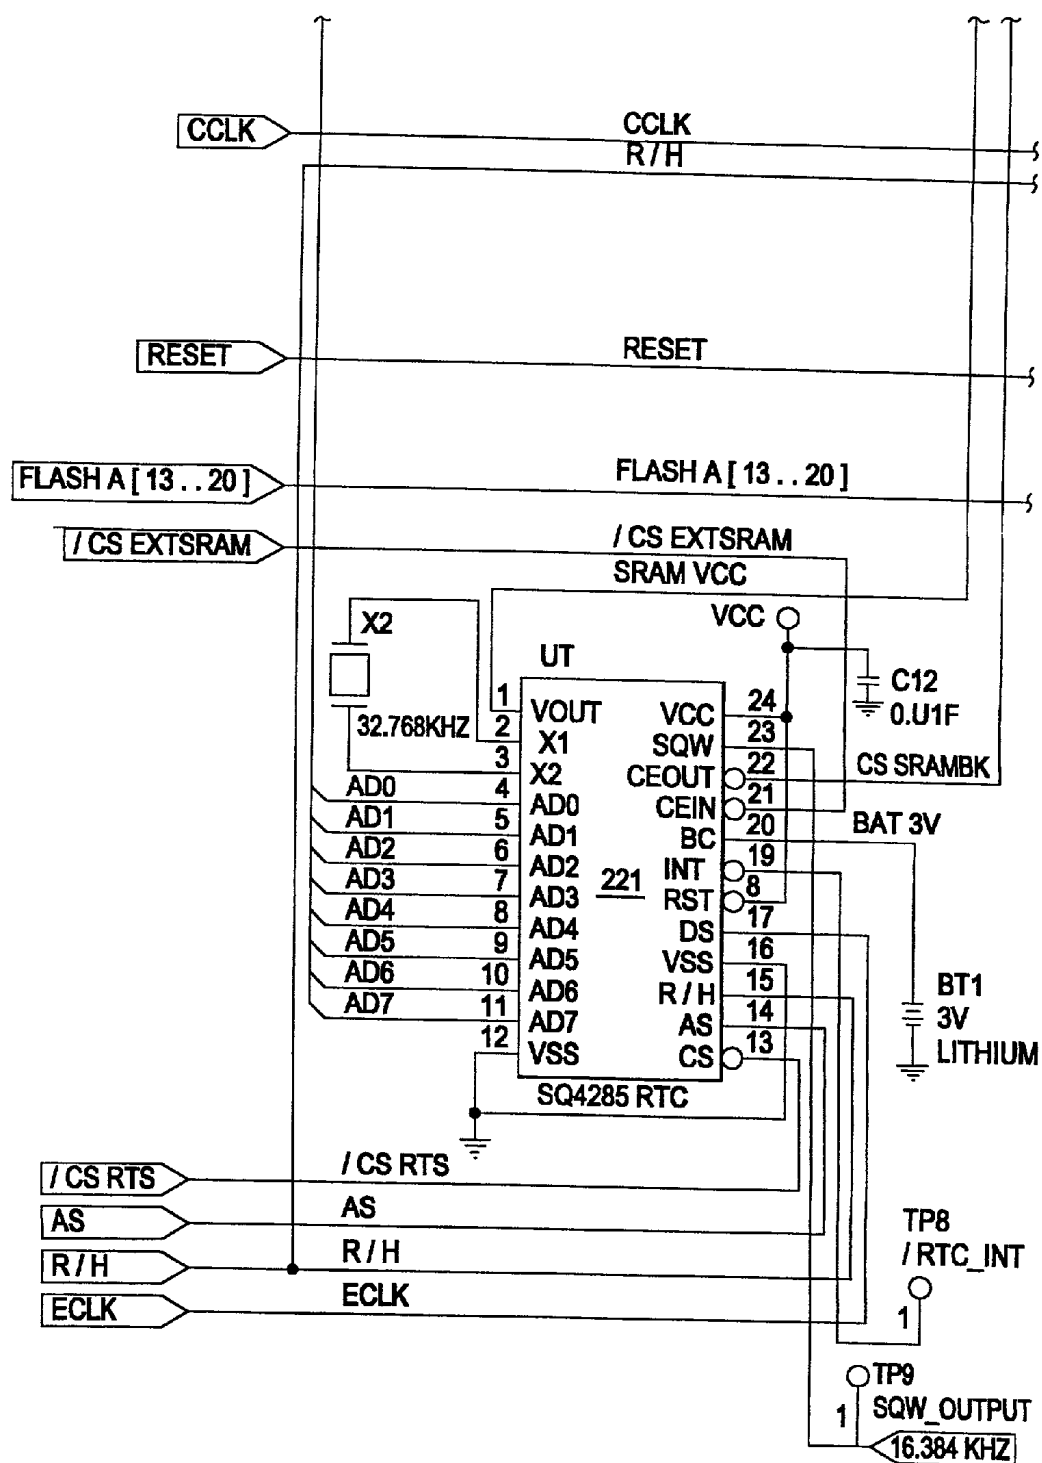 CCLK
CCLK
R / H
RESET
RESET
FLASH A [ 13 . . 20 ]
FLASH A [ 13 . . 20 ]
/ CS EXTSRAM
/ CS EXTSRAM
SRAM VCC
VCC
X2
UT
C12
0.U1F
32.768KHZ
1 VOUT VCC 24
2 X1 SQW 23
3 X2 CEOUT 22 CS SRAMBK
AD0 4 AD0 CEIN 21
AD1 5 AD1 BC 20 BAT 3V
AD2 6 AD2 INT 19
AD3 7 AD3 221 RST 8
AD4 8 AD4 DS 17
AD5 9 AD5 VSS 16
AD6 10 AD6 R / H 15
AD7 11 AD7 AS 14
12 VSS CS 13
BT1
3V
LITHIUM
SQ4285 RTC
/ CS RTS / CS RTS
AS AS
R / H R / H
ECLK ECLK
TP8
/ RTC_INT
1
TP9
1 SQW_OUTPUT
16.384 KHZ